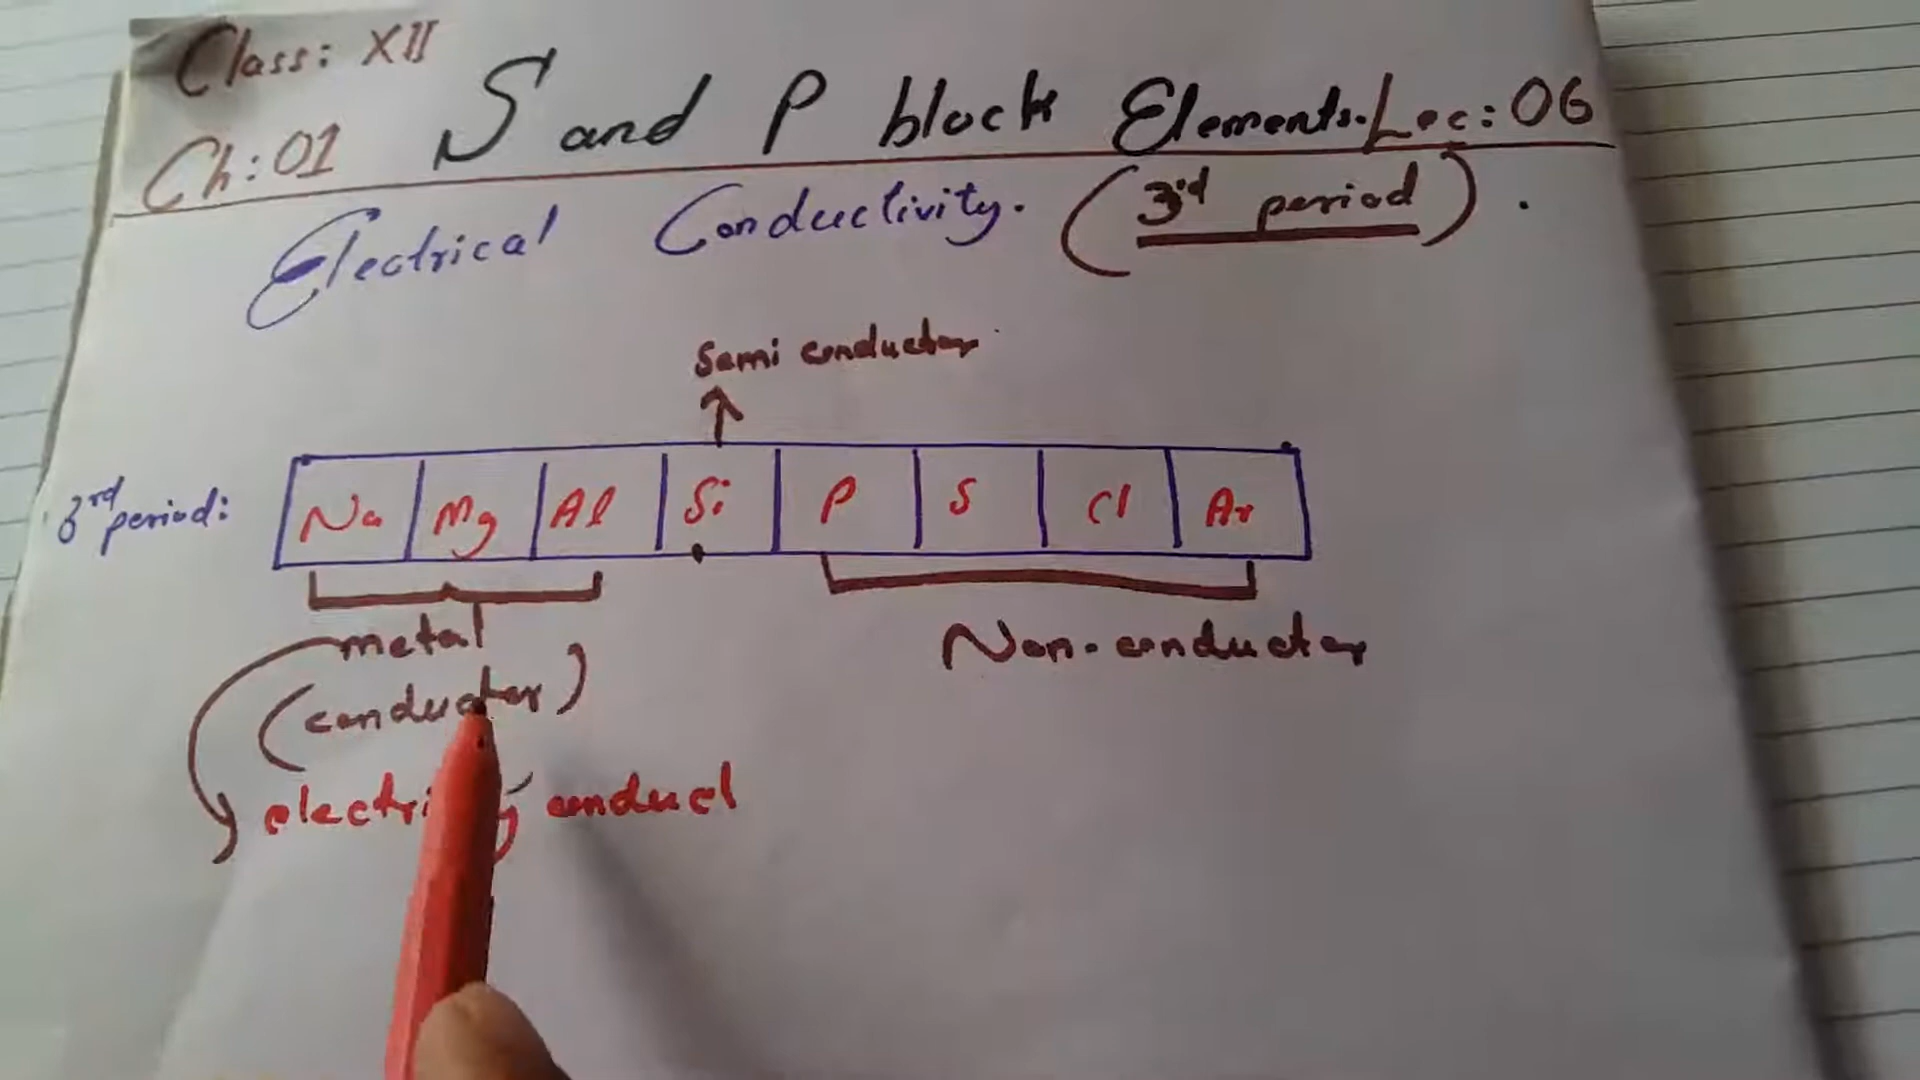 Class: XII
Ch: 01 S and P block Elements. Lec: 06
Electrical Conductivity. (3rd period).
Semi conductor
3rd period: Na Mg Al Si P S Cl Ar
metal
Non-conductor
(conductor)
conduct